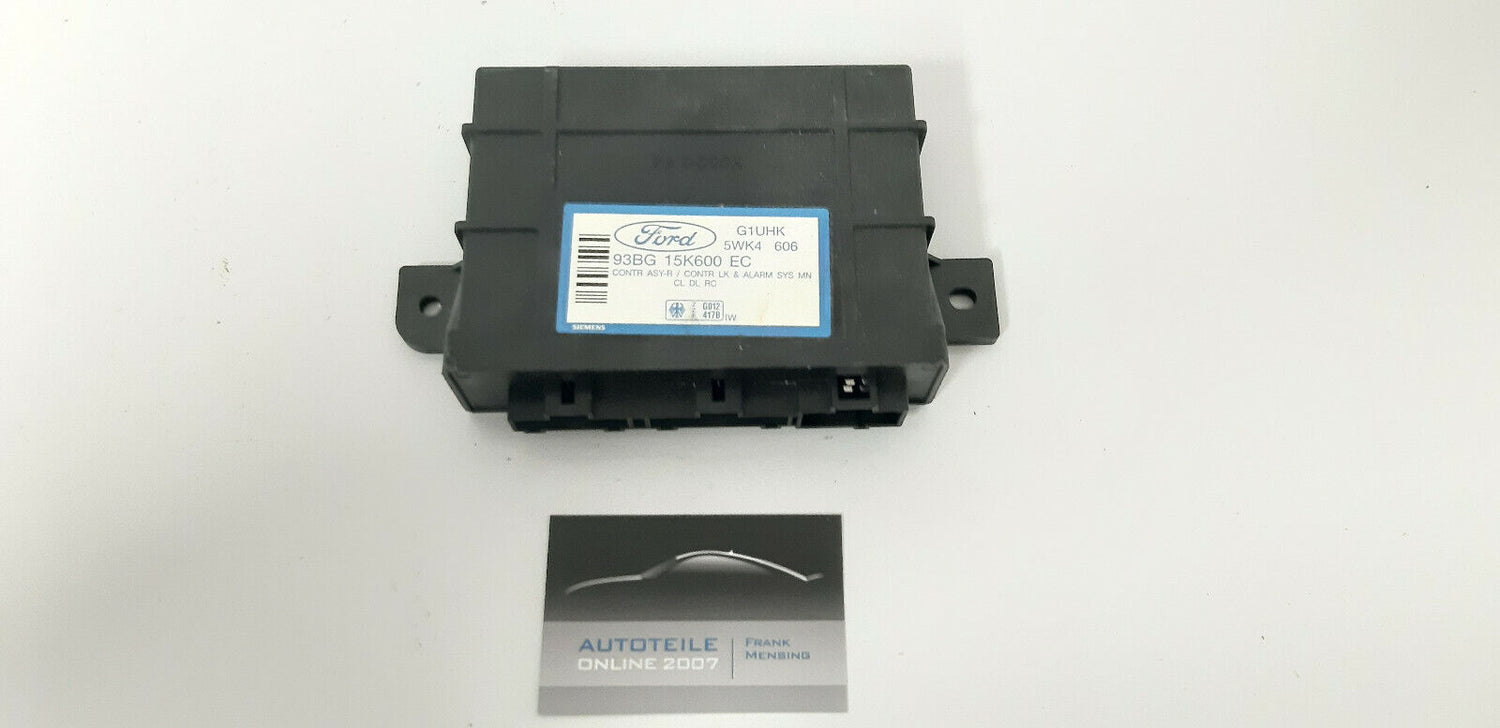 Ford
G1UHK
5WK4 606
93BG 15K600 EC
CONTR ASY-R / CONTR LK & ALARM SYS MN
CL DL RC
G012
417B IW
SIEMENS
AUTOTEILE
ONLINE 2007
FRANK
MENSING